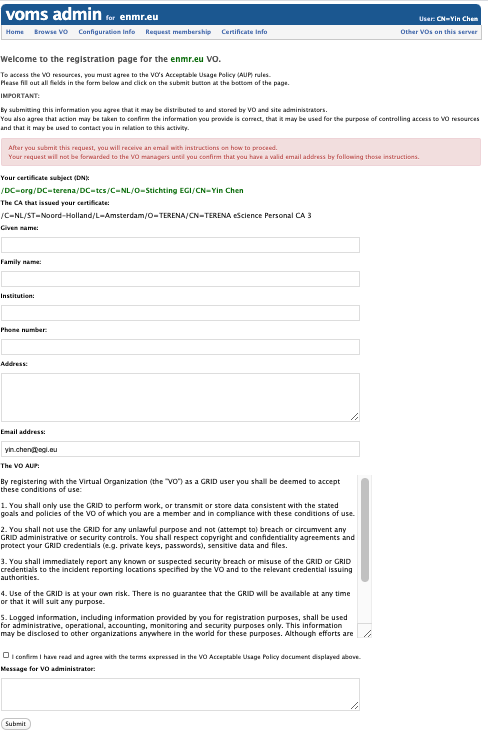 voms admin for enmr.eu
User: CN=Yin Chen
Home Browse VO Configuration Info Request membership Certificate Info Other VOs on this server
Welcome to the registration page for the enmr.eu VO.
To access the VO resources, you must agree to the VO's Acceptable Usage Policy (AUP) rules.
Please fill out all fields in the form below and click on the submit button at the bottom of the page.
IMPORTANT:
By submitting this information you agree that it may be distributed to and stored by VO and site administrators.
You also agree that action may be taken to confirm the information you provide is correct, that it may be used for the purpose of controlling access to VO resources
and that it may be used to contact you in relation to this activity.
After you submit this request, you will receive an email with instructions on how to proceed.
Your request will not be forwarded to the VO managers until you confirm that you have a valid email address by following those instructions.
Your certificate subject (DN):
/DC=org/DC=terena/DC=tcs/C=NL/O=Stichting EGI/CN=Yin Chen
The CA that issued your certificate:
/C=NL/ST=Noord-Holland/L=Amsterdam/O=TERENA/CN=TERENA eScience Personal CA 3
Given name:
Family name:
Institution:
Phone number:
Address:
Email address:
yin.chen@egi.eu
The VO AUP:
By registering with the Virtual Organization (the "VO") as a GRID user you shall be deemed to accept
these conditions of use:
1. You shall only use the GRID to perform work, or transmit or store data consistent with the stated
goals and policies of the VO of which you are a member and in compliance with these conditions of use.
2. You shall not use the GRID for any unlawful purpose and not (attempt to) breach or circumvent any
GRID administrative or security controls. You shall respect copyright and confidentiality agreements and
protect your GRID credentials (e.g. private keys, passwords), sensitive data and files.
3. You shall immediately report any known or suspected security breach or misuse of the GRID or GRID
credentials to the incident reporting locations specified by the VO and to the relevant credential issuing
authorities.
4. Use of the GRID is at your own risk. There is no guarantee that the GRID will be available at any time
or that it will suit any purpose.
5. Logged information, including information provided by you for registration purposes, shall be used
for administrative, operational, accounting, monitoring and security purposes only. This information
may be disclosed to other organizations anywhere in the world for these purposes. Although efforts are
I confirm I have read and agree with the terms expressed in the VO Acceptable Usage Policy document displayed above.
Message for VO administrator:
Submit